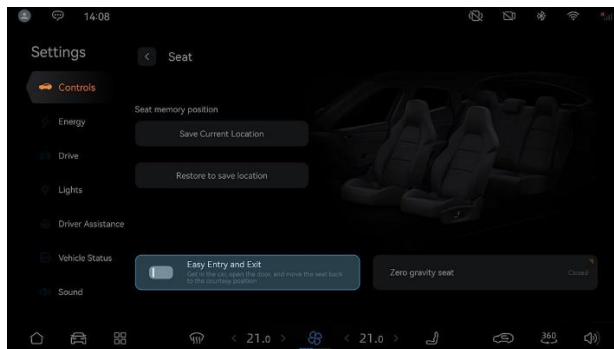 14:08
Settings
Seat
Controls
Seat memory position
Energy
Save Current Location
Drive
Restore to save location
Lights
Driver Assistance
Vehicle Status
Easy Entry and Exit
Get in the car, open the door, and move the seat back
to the courtesy position
Zero gravity seat
Closed
Sound
< 21.0 >
< 21.0 >
360